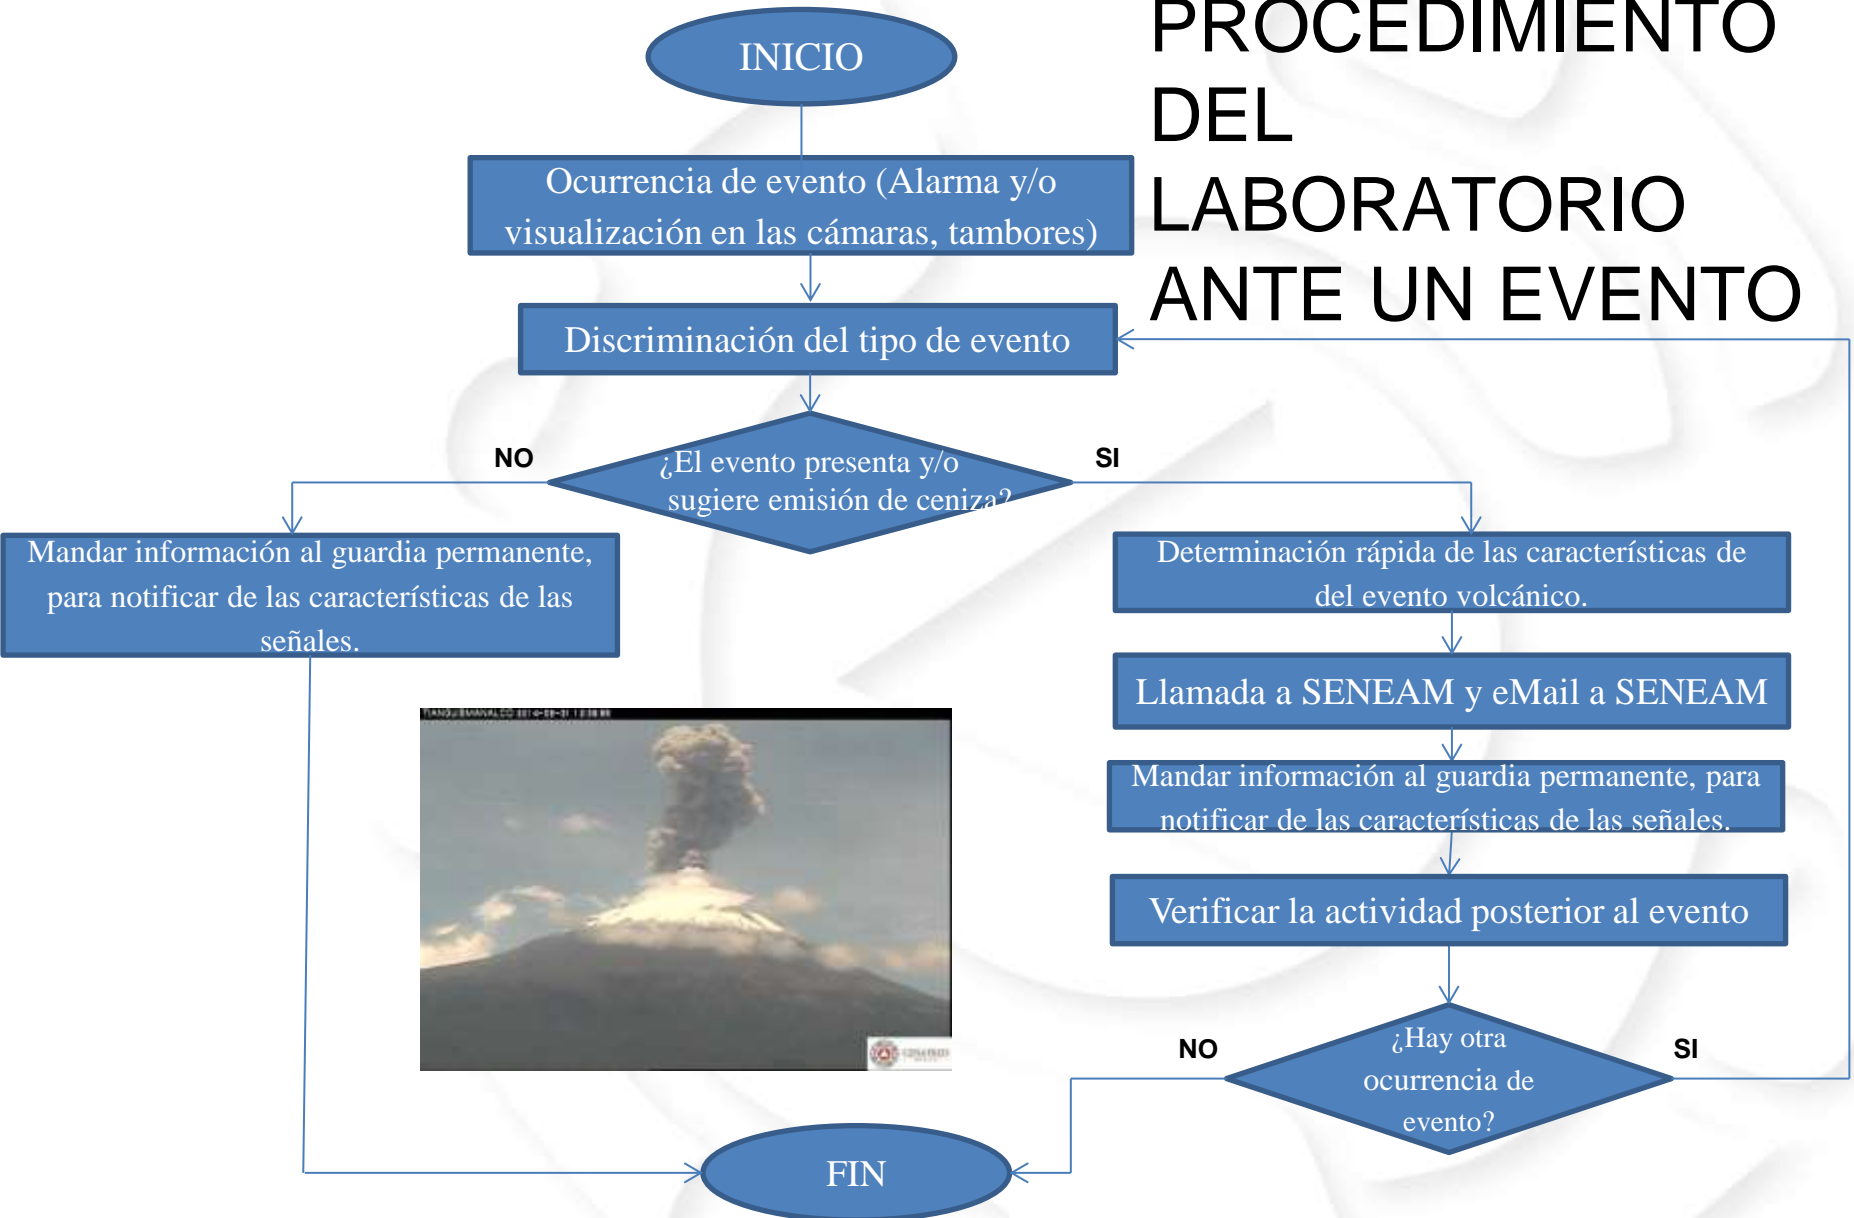 PROCEDIMIENTO
DEL
LABORATORIO
ANTE UN EVENTO
INICIO
Ocurrencia de evento (Alarma y/o
visualización en las cámaras, tambores)
Discriminación del tipo de evento
¿El evento presenta y/o
sugiere emisión de ceniza?
NO
SI
Mandar información al guardia permanente,
para notificar de las características de las
señales.
Determinación rápida de las características de
del evento volcánico.
Llamada a SENEAM y eMail a SENEAM
Mandar información al guardia permanente, para
notificar de las características de las señales.
Verificar la actividad posterior al evento
¿Hay otra
ocurrencia de
evento?
NO
SI
FIN
CENAPRED